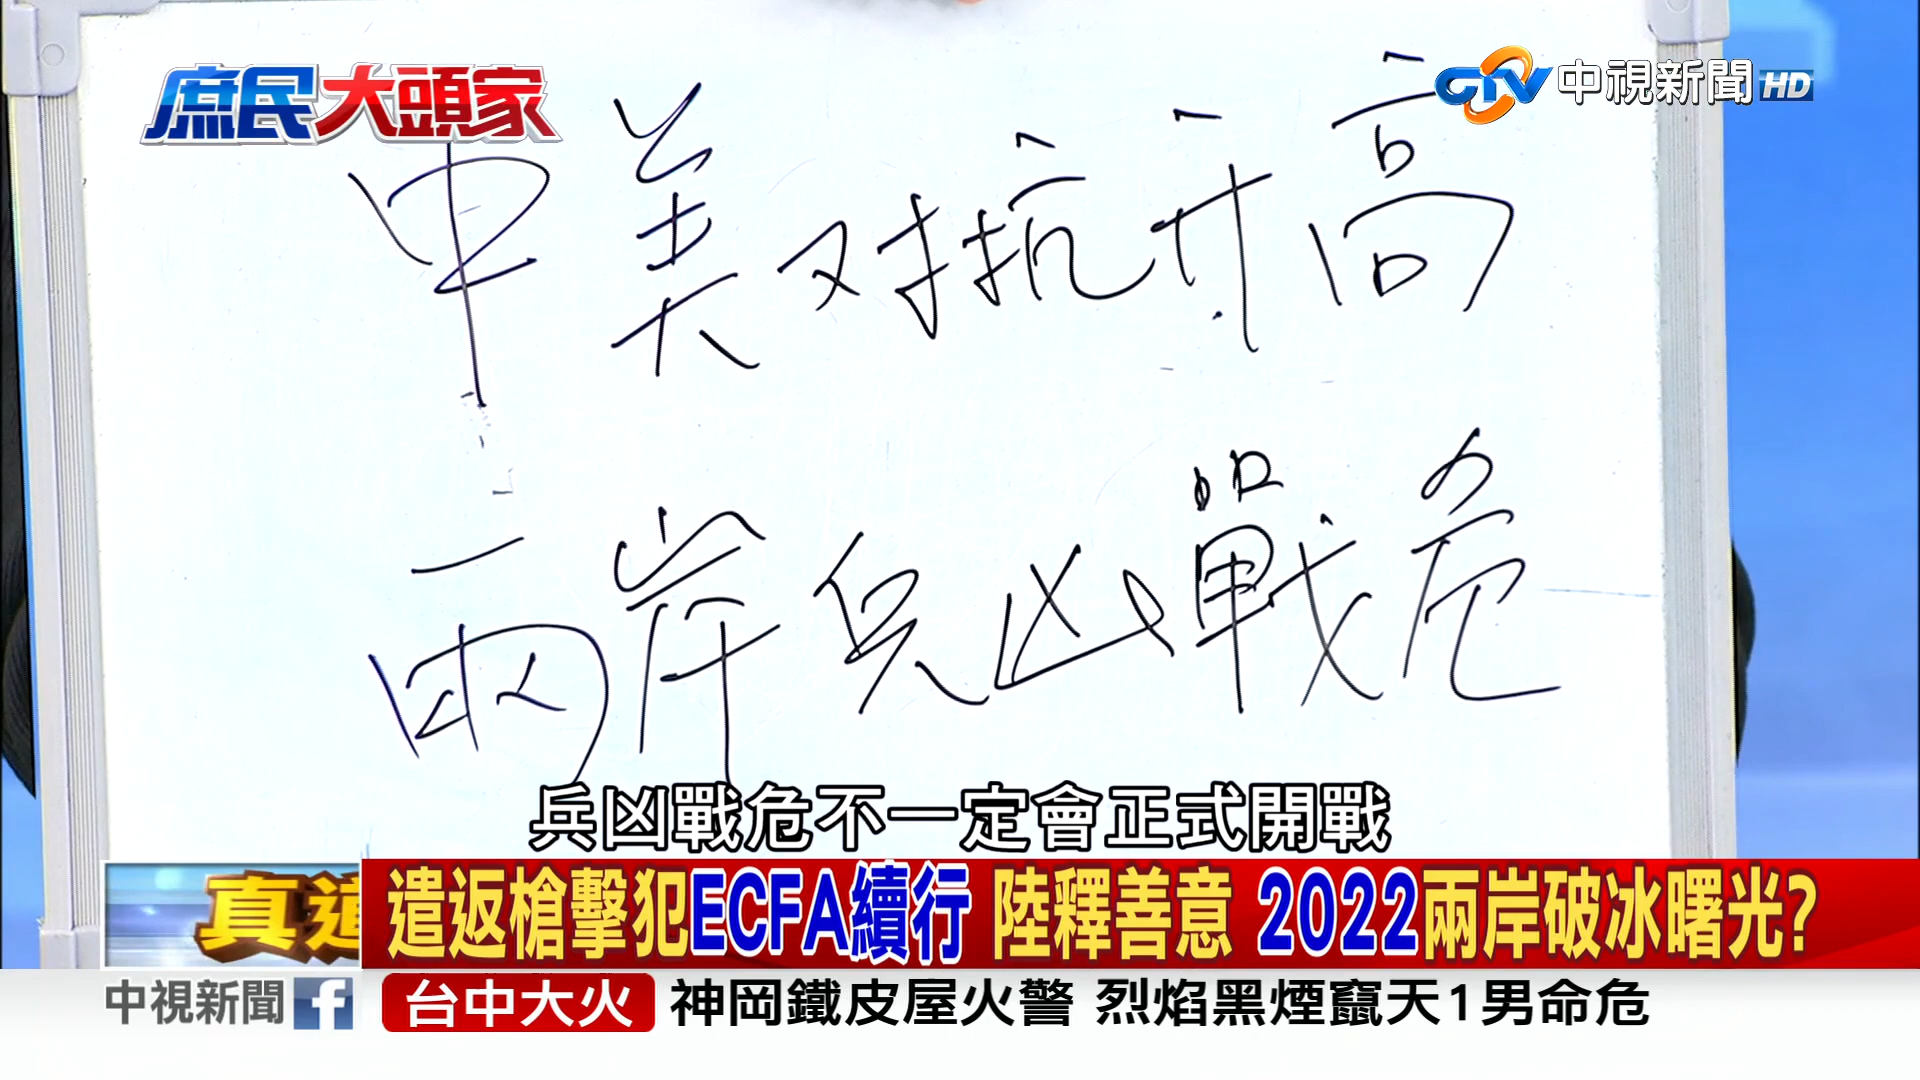 庶民大頭家
CTV中視新聞HD
中美对抗升高
兩岸兵凶戰危
兵凶戰危不一定會正式開戰
遣返槍擊犯ECFA續行 陸釋善意 2022兩岸破冰曙光?
中視新聞 台中大火 神岡鐵皮屋火警 烈焰黑煙竄天1男命危